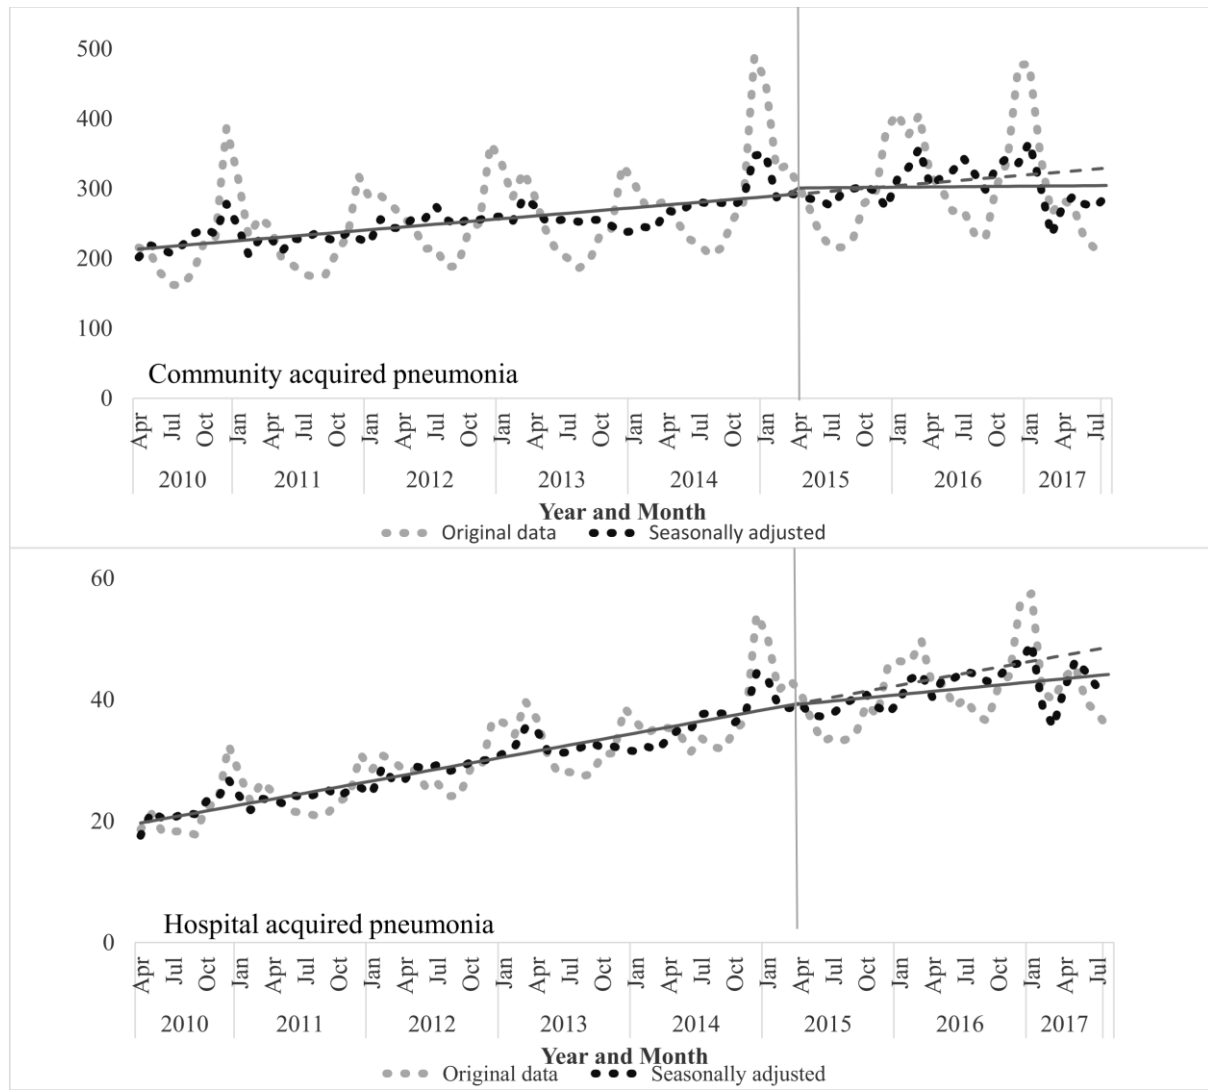 500
400
300
200
100
Community acquired pneumonia
0
Apr Jul Oct Jan Apr Jul Oct Jan Apr Jul Oct Jan Apr Jul Oct Jan Apr Jul Oct Jan Apr Jul Oct Jan Apr Jul Oct Jan Apr Jul
2010 2011 2012 2013 2014 2015 2016 2017
Year and Month
Original data Seasonally adjusted
60
40
20
Hospital acquired pneumonia
0
Apr Jul Oct Jan Apr Jul Oct Jan Apr Jul Oct Jan Apr Jul Oct Jan Apr Jul Oct Jan Apr Jul Oct Jan Apr Jul Oct Jan Apr Jul
2010 2011 2012 2013 2014 2015 2016 2017
Year and Month
Original data Seasonally adjusted